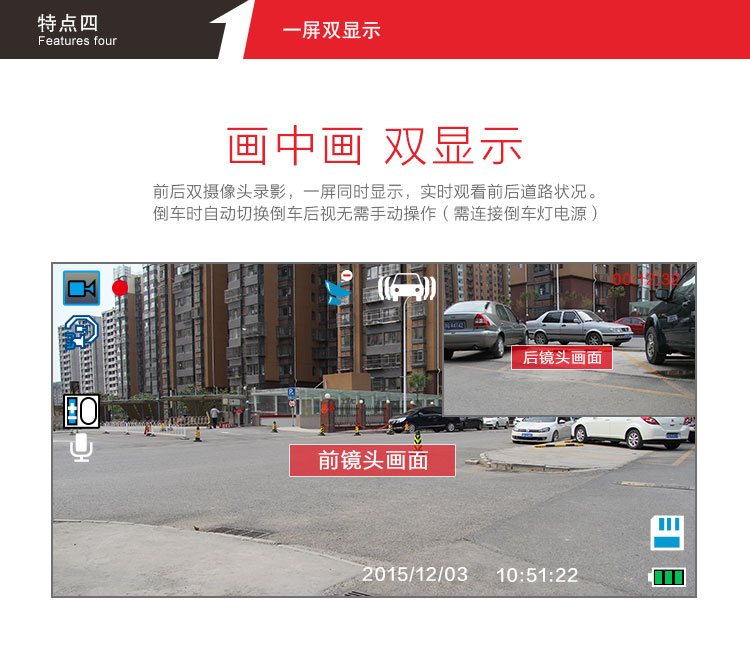 特点四
Features four
一屏双显示
画中画 双显示
前后双摄像头录影，一屏同时显示，实时观看前后道路状况。
倒车时自动切换倒车后视无需手动操作（需连接倒车灯电源）
00:12:32
后镜头画面
前镜头画面
2015/12/03 10:51:22